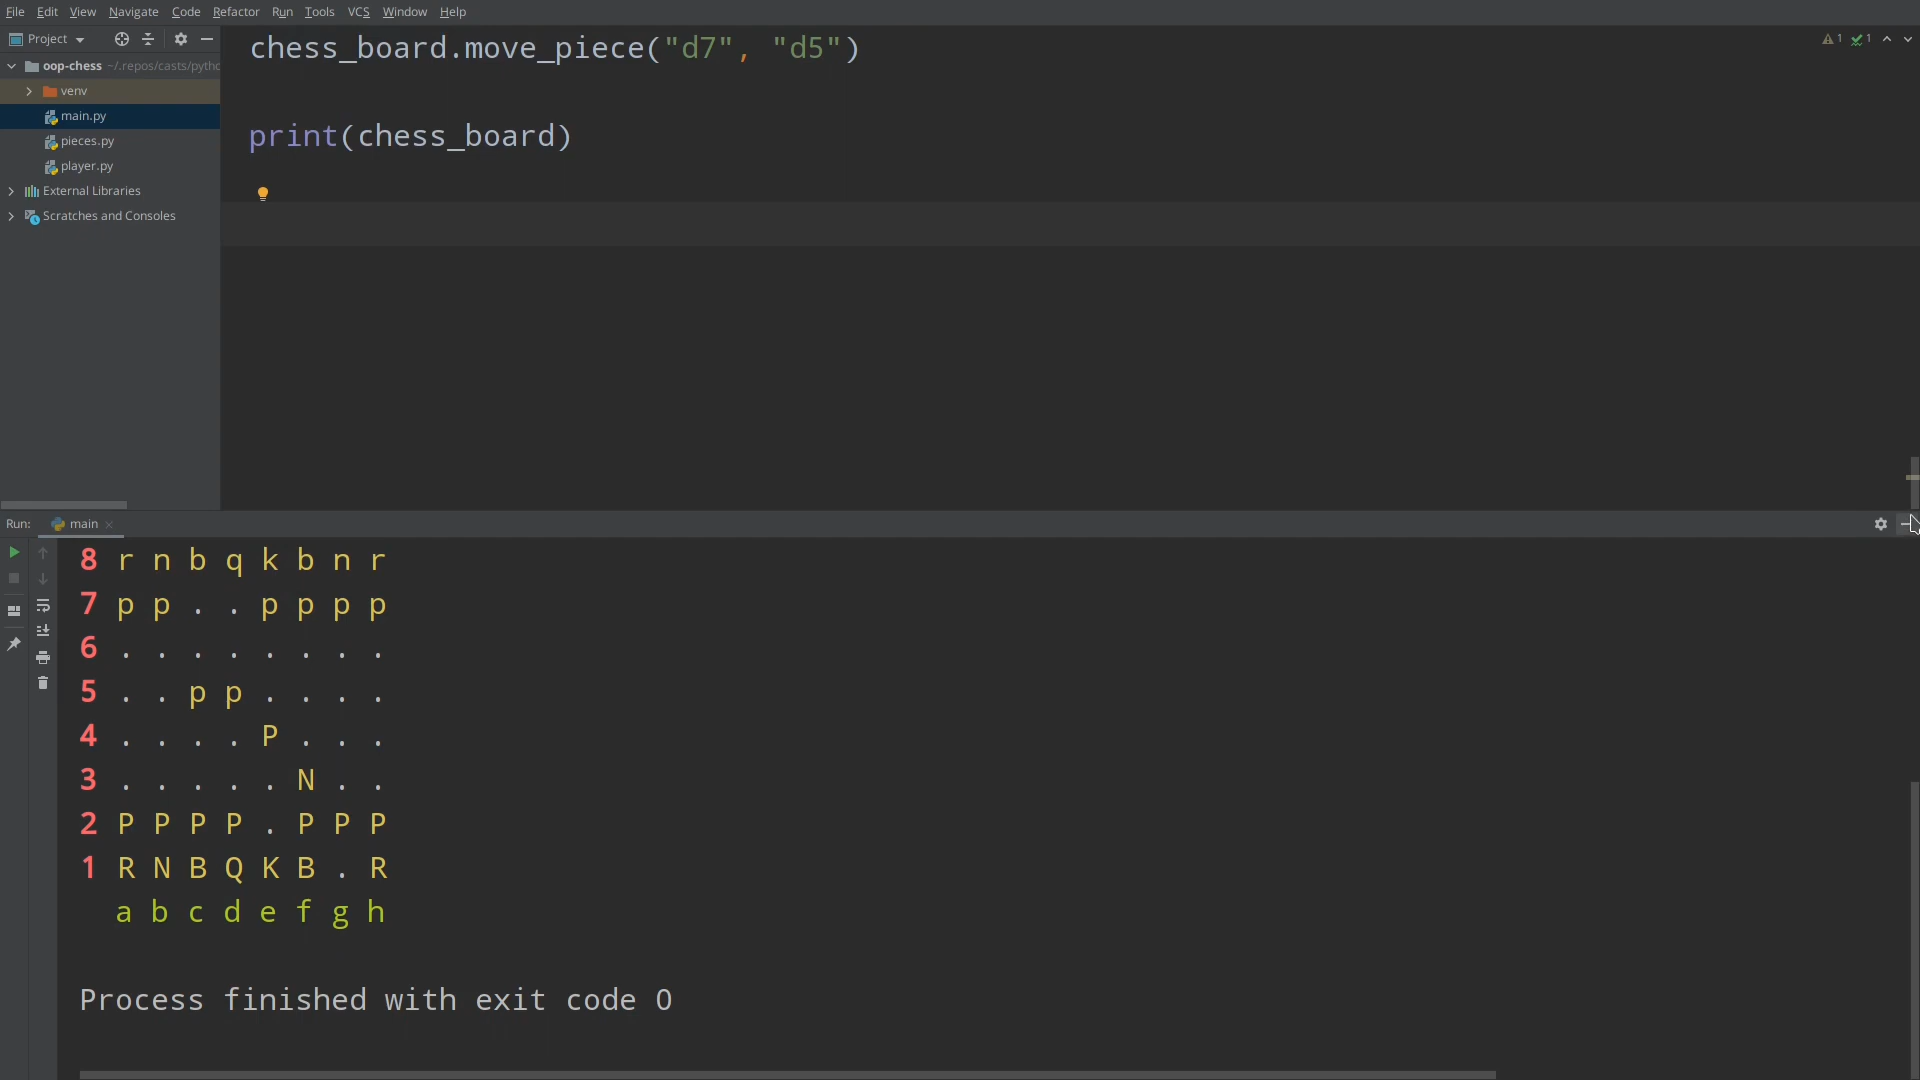 File Edit View Navigate Code Refactor Run Tools VCS Window Help
Project
oop-chess ~/.repos/casts/pytho
venv
main.py
pieces.py
player.py
External Libraries
Scratches and Consoles
chess_board.move_piece("d7", "d5")
print(chess_board)
1 1
Run: main
8 r n b q k b n r
7 p p . . p p p p
6 . . . . . . . .
5 . . p p . . . .
4 . . . . P . . .
3 . . . . . N . .
2 P P P P . P P P
1 R N B Q K B . R
a b c d e f g h
Process finished with exit code 0